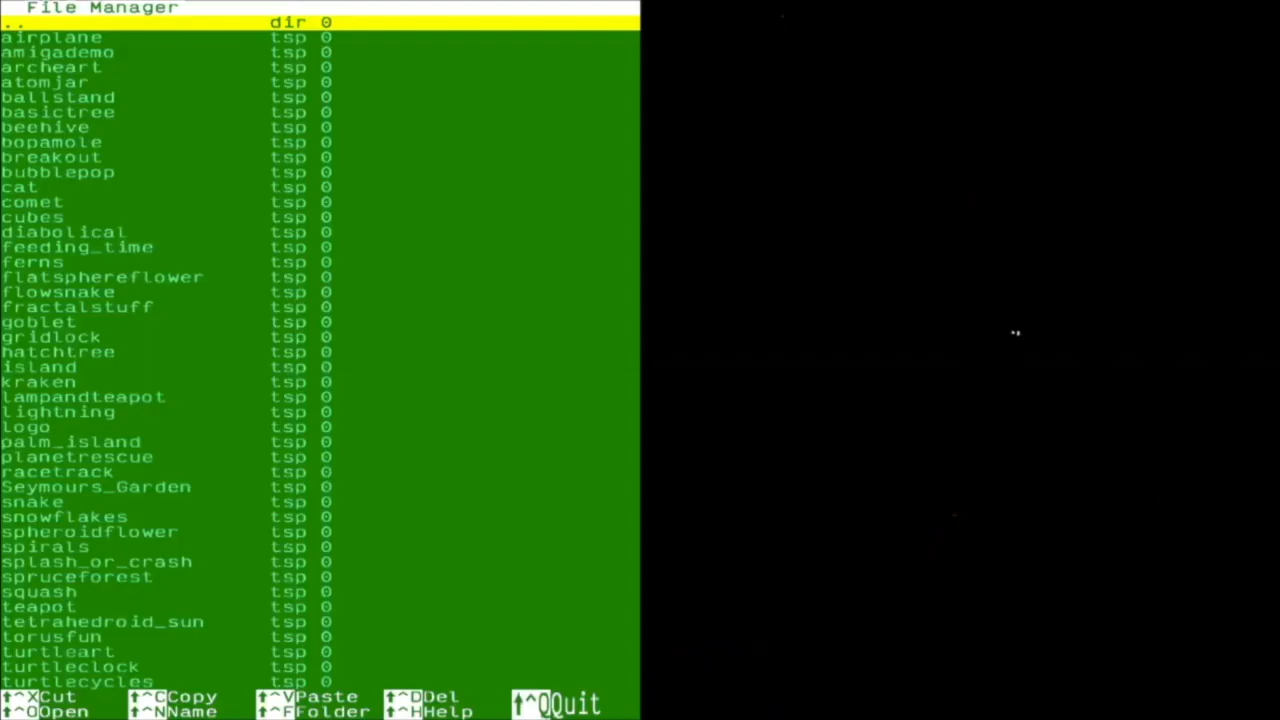 File Manager
.. dir 0
airplane tsp 0
amigademo tsp 0
archeart tsp 0
atomjar tsp 0
ballstand tsp 0
basictree tsp 0
beehive tsp 0
bopamole tsp 0
breakout tsp 0
bubblepop tsp 0
cat tsp 0
comet tsp 0
cubes tsp 0
diabolical tsp 0
feeding_time tsp 0
ferns tsp 0
flatsphereflower tsp 0
flowsnake tsp 0
fractalstuff tsp 0
goblet tsp 0
gridlock tsp 0
hatchtree tsp 0
island tsp 0
kraken tsp 0
lampandteapot tsp 0
lightning tsp 0
logo tsp 0
palm_island tsp 0
planetrescue tsp 0
racetrack tsp 0
Seymours_Garden tsp 0
snake tsp 0
snowflakes tsp 0
spheroidflower tsp 0
spirals tsp 0
splash_or_crash tsp 0
spruceforest tsp 0
squash tsp 0
teapot tsp 0
tetrahedroid_sun tsp 0
torusfun tsp 0
turtleart tsp 0
turtleclock tsp 0
turtlecycles tsp 0
↑^XCut ↑^CCopy ↑^VPaste ↑^DDel ↑^QQuit
↑^OOpen ↑^NName ↑^FFolder ↑^HHelp